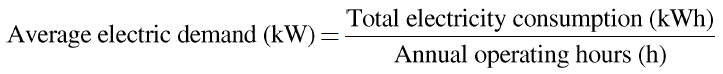 Average electric demand (kW) = Total electricity consumption (kWh)
Annual operating hours (h)